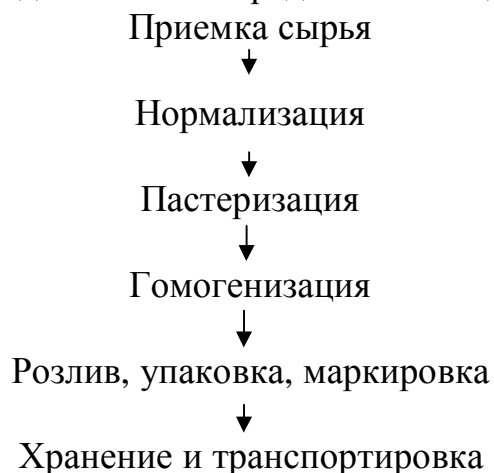 Приемка сырья
Нормализация
Пастеризация
Гомогенизация
Розлив, упаковка, маркировка
Хранение и транспортировка